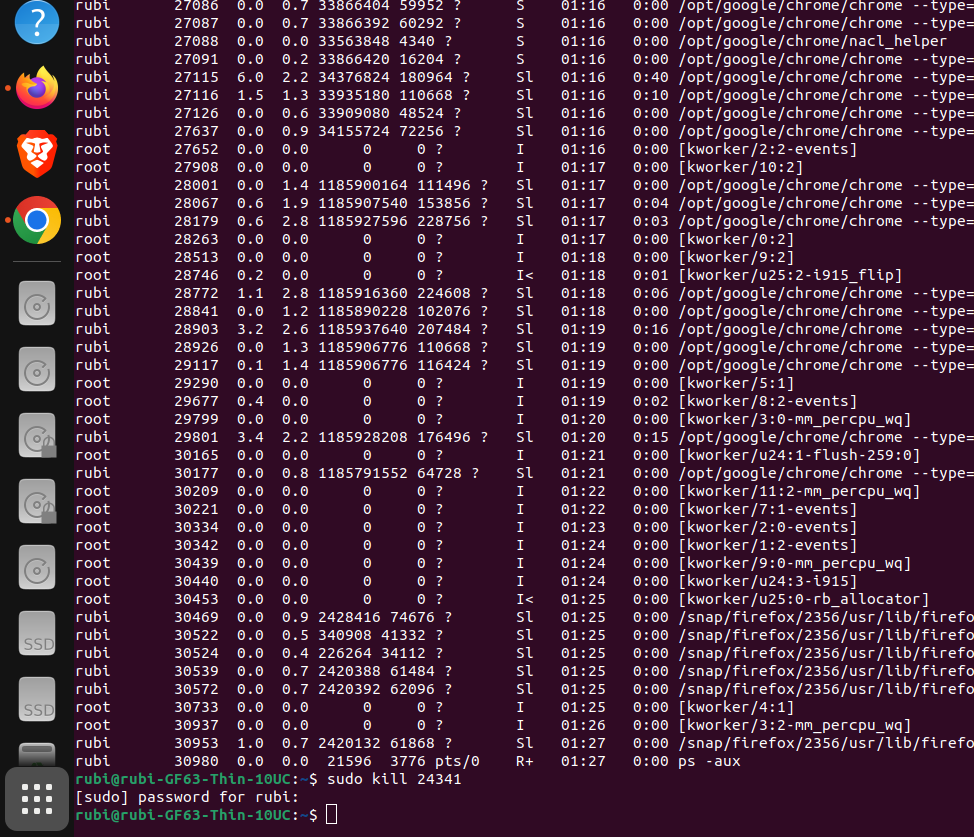 rubi 27086 0.0 0.7 33866404 59952 ? S 01:16 0:00 /opt/google/chrome/chrome --type=
rubi 27087 0.0 0.7 33866392 60292 ? S 01:16 0:00 /opt/google/chrome/chrome --type=
rubi 27088 0.0 0.0 33563848 4340 ? S 01:16 0:00 /opt/google/chrome/nacl_helper
rubi 27091 0.0 0.2 33866420 16204 ? S 01:16 0:00 /opt/google/chrome/chrome --type=
rubi 27115 6.0 2.2 34376824 180964 ? Sl 01:16 0:40 /opt/google/chrome/chrome --type=
rubi 27116 1.5 1.3 33935180 110668 ? Sl 01:16 0:10 /opt/google/chrome/chrome --type=
rubi 27126 0.0 0.6 33909080 48524 ? Sl 01:16 0:00 /opt/google/chrome/chrome --type=
rubi 27637 0.0 0.9 34155724 72256 ? Sl 01:16 0:00 /opt/google/chrome/chrome --type=
root 27652 0.0 0.0 0 0 ? I 01:16 0:00 [kworker/2:2-events]
root 27908 0.0 0.0 0 0 ? I 01:17 0:00 [kworker/10:2]
rubi 28001 0.0 1.4 1185900164 111496 ? Sl 01:17 0:00 /opt/google/chrome/chrome --type=
rubi 28067 0.6 1.9 1185907540 153856 ? Sl 01:17 0:04 /opt/google/chrome/chrome --type=
rubi 28179 0.6 2.8 1185927596 228756 ? Sl 01:17 0:03 /opt/google/chrome/chrome --type=
root 28263 0.0 0.0 0 0 ? I 01:17 0:00 [kworker/0:2]
root 28513 0.0 0.0 0 0 ? I 01:18 0:00 [kworker/9:2]
root 28746 0.2 0.0 0 0 ? I< 01:18 0:01 [kworker/u25:2-i915_flip]
rubi 28772 1.1 2.8 1185916360 224608 ? Sl 01:18 0:06 /opt/google/chrome/chrome --type=
rubi 28841 0.0 1.2 1185890228 102076 ? Sl 01:18 0:00 /opt/google/chrome/chrome --type=
rubi 28903 3.2 2.6 1185937640 207484 ? Sl 01:19 0:16 /opt/google/chrome/chrome --type=
rubi 28926 0.0 1.3 1185906776 110668 ? Sl 01:19 0:00 /opt/google/chrome/chrome --type=
rubi 29117 0.1 1.4 1185906776 116424 ? Sl 01:19 0:00 /opt/google/chrome/chrome --type=
root 29290 0.0 0.0 0 0 ? I 01:19 0:00 [kworker/5:1]
root 29677 0.4 0.0 0 0 ? I 01:19 0:02 [kworker/8:2-events]
root 29799 0.0 0.0 0 0 ? I 01:20 0:00 [kworker/3:0-mm_percpu_wq]
rubi 29801 3.4 2.2 1185928208 176496 ? Sl 01:20 0:15 /opt/google/chrome/chrome --type=
root 30165 0.0 0.0 0 0 ? I 01:21 0:00 [kworker/u24:1-flush-259:0]
rubi 30177 0.0 0.8 1185791552 64728 ? Sl 01:21 0:00 /opt/google/chrome/chrome --type=
root 30209 0.0 0.0 0 0 ? I 01:22 0:00 [kworker/11:2-mm_percpu_wq]
root 30221 0.0 0.0 0 0 ? I 01:22 0:00 [kworker/7:1-events]
root 30334 0.0 0.0 0 0 ? I 01:23 0:00 [kworker/2:0-events]
root 30342 0.0 0.0 0 0 ? I 01:24 0:00 [kworker/1:2-events]
root 30439 0.0 0.0 0 0 ? I 01:24 0:00 [kworker/9:0-mm_percpu_wq]
root 30440 0.0 0.0 0 0 ? I 01:24 0:00 [kworker/u24:3-i915]
root 30453 0.0 0.0 0 0 ? I< 01:25 0:00 [kworker/u25:0-rb_allocator]
rubi 30469 0.0 0.9 2428416 74676 ? Sl 01:25 0:00 /snap/firefox/2356/usr/lib/firefo
rubi 30522 0.0 0.5 340908 41332 ? Sl 01:25 0:00 /snap/firefox/2356/usr/lib/firefo
rubi 30524 0.0 0.4 226264 34112 ? Sl 01:25 0:00 /snap/firefox/2356/usr/lib/firefo
rubi 30539 0.0 0.7 2420388 61484 ? Sl 01:25 0:00 /snap/firefox/2356/usr/lib/firefo
rubi 30572 0.0 0.7 2420392 62096 ? Sl 01:25 0:00 /snap/firefox/2356/usr/lib/firefo
root 30733 0.0 0.0 0 0 ? I 01:25 0:00 [kworker/4:1]
root 30937 0.0 0.0 0 0 ? I 01:26 0:00 [kworker/3:2-mm_percpu_wq]
rubi 30953 1.0 0.7 2420132 61868 ? Sl 01:27 0:00 /snap/firefox/2356/usr/lib/firefo
rubi 30980 0.0 0.0 21596 3776 pts/0 R+ 01:27 0:00 ps -aux
rubi@rubi-GF63-Thin-10UC:~$ sudo kill 24341
[sudo] password for rubi:
rubi@rubi-GF63-Thin-10UC:~$
?
SSD
SSD